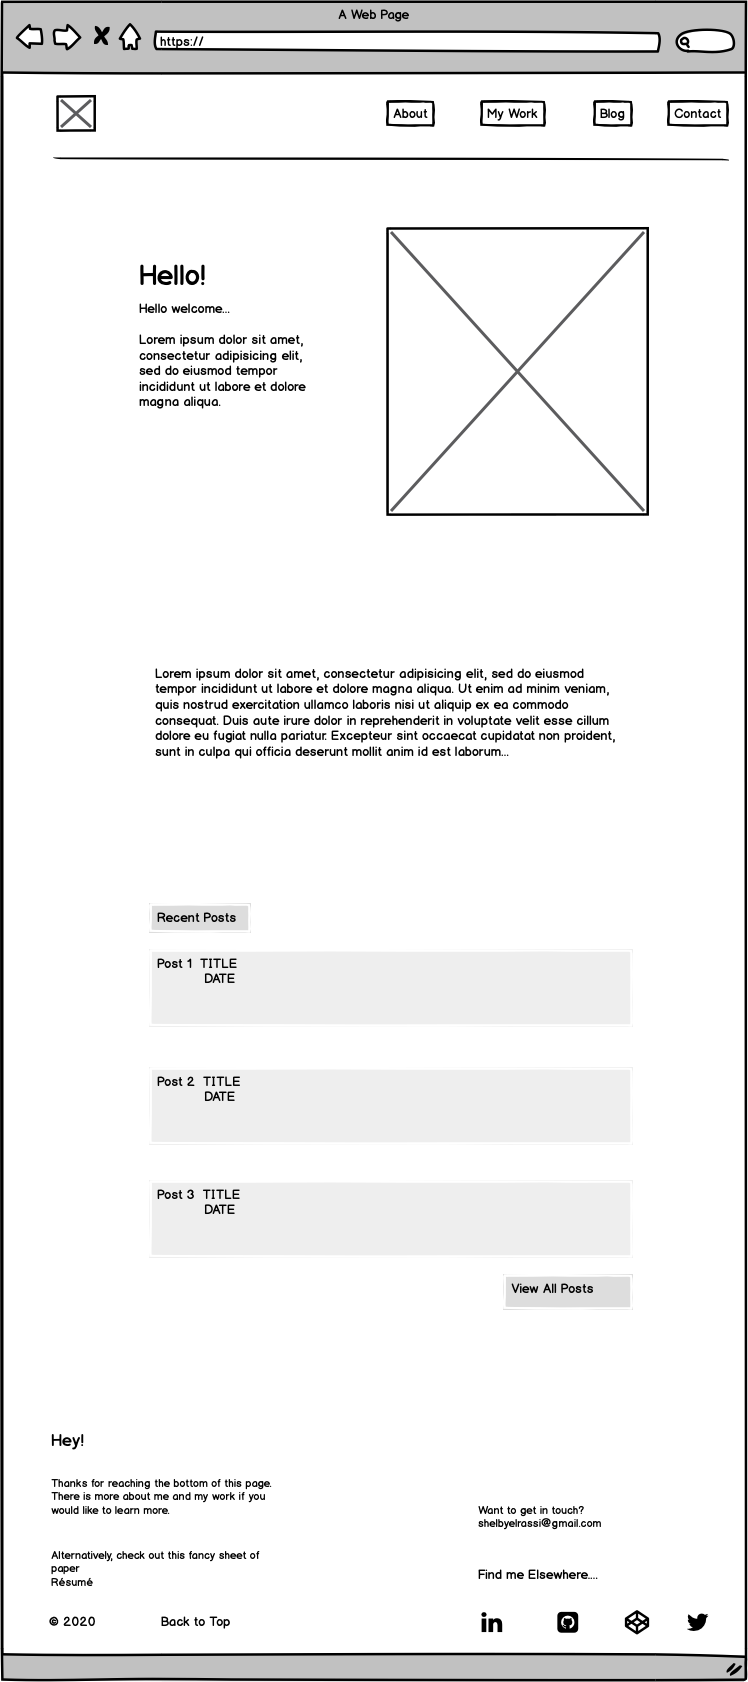 A Web Page
https://
About
My Work
Blog
Contact
Hello!
Hello welcome...
Lorem ipsum dolor sit amet,
consectetur adipisicing elit,
sed do eiusmod tempor
incididunt ut labore et dolore
magna aliqua.
Lorem ipsum dolor sit amet, consectetur adipisicing elit, sed do eiusmod
tempor incididunt ut labore et dolore magna aliqua. Ut enim ad minim veniam,
quis nostrud exercitation ullamco laboris nisi ut aliquip ex ea commodo
consequat. Duis aute irure dolor in reprehenderit in voluptate velit esse cillum
dolore eu fugiat nulla pariatur. Excepteur sint occaecat cupidatat non proident,
sunt in culpa qui officia deserunt mollit anim id est laborum...
Recent Posts
Post 1 TITLE
DATE
Post 2 TITLE
DATE
Post 3 TITLE
DATE
View All Posts
Hey!
Thanks for reaching the bottom of this page.
There is more about me and my work if you
would like to learn more.
Alternatively, check out this fancy sheet of
paper
Résumé
© 2020
Back to Top
Want to get in touch?
shelbyelrassi@gmail.com
Find me Elsewhere....
in